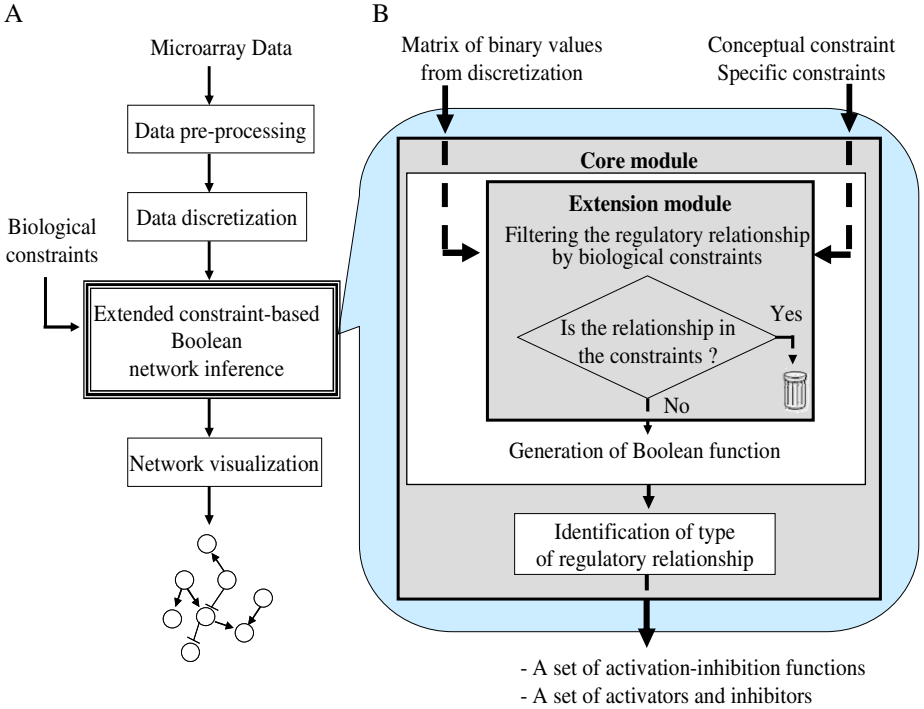 A
Microarray Data
Data pre-processing
Data discretization
Biological
constraints
Extended constraint-based
Boolean
network inference
Network visualization
B
Matrix of binary values
from discretization
Conceptual constraint
Specific constraints
Core module
Extension module
Filtering the regulatory relationship
by biological constraints
Is the relationship in
the constraints ?
Yes
No
Generation of Boolean function
Identification of type
of regulatory relationship
- A set of activation-inhibition functions
- A set of activators and inhibitors